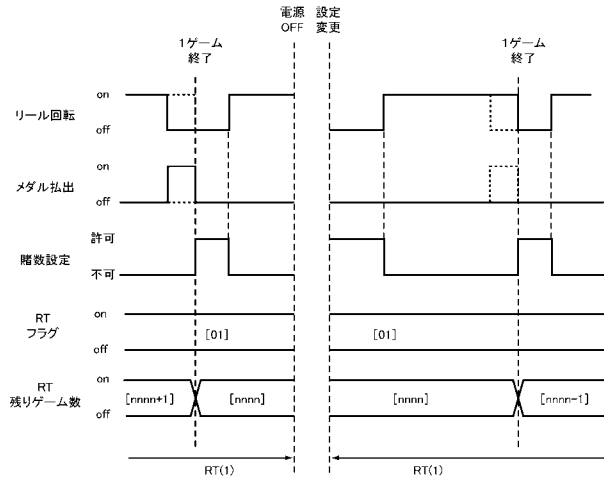 電源 設定
OFF 変更
1ゲーム
終了
1ゲーム
終了
リール回転
on
off
メダル払出
on
off
賭数設定
許可
不可
RT
フラグ
on
off
[01]
[01]
RT
残りゲーム数
on
off
[nnnn+1]
[nnnn]
[nnnn]
[nnnn-1]
RT(1)
RT(1)